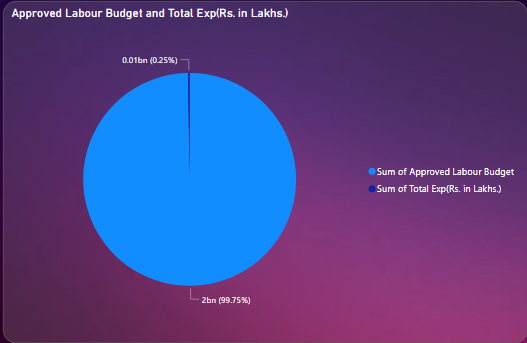 Approved Labour Budget and Total Exp(Rs. in Lakhs.)
0.01bn (0.25%)
Sum of Approved Labour Budget
Sum of Total Exp(Rs. in Lakhs.)
2bn (99.75%)